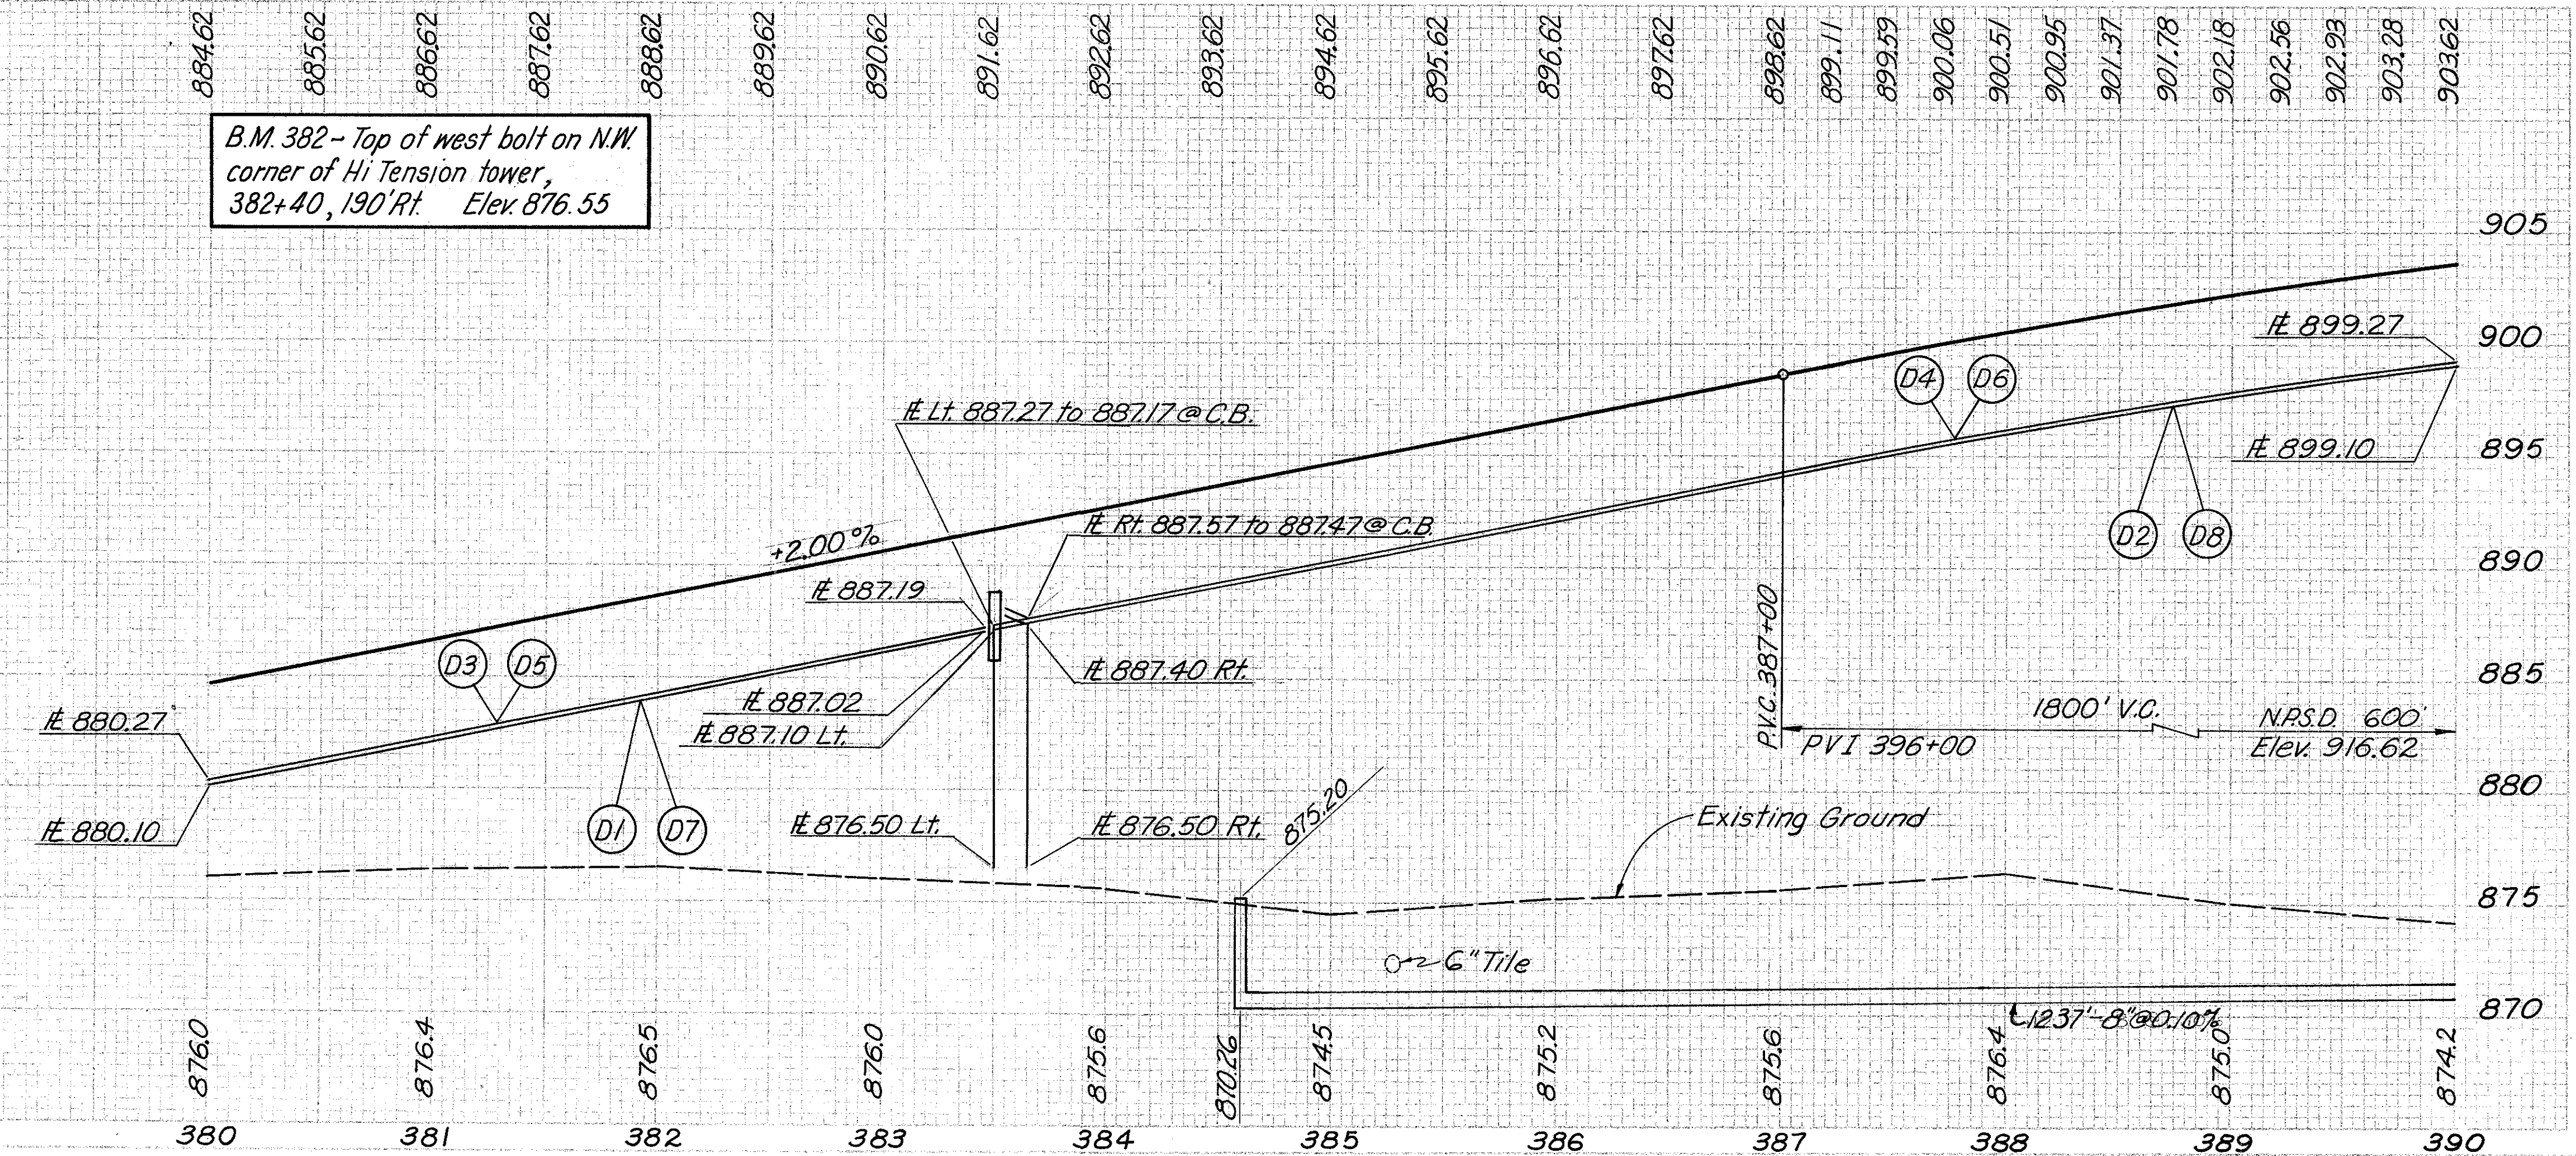 884.62 885.62 886.62 887.62 888.62 889.62 890.62 891.62 892.62 893.62 894.62 895.62 896.62 897.62 898.62 899.11 899.59 900.06 900.51 900.95 901.37 901.78 902.18 902.56 902.93 903.28 903.62
B.M. 382 - Top of west bolt on N.W.
corner of Hi Tension tower,
382+40, 190' Rt. Elev. 876.55
905
900
895
890
885
880
875
870
℄ 899.27
D4 D6
℄ Lt. 887.27 to 887.17 @ C.B.
℄ 899.10
+2.00%
℄ Rt. 887.57 to 887.47 @ C.B.
D2 D8
℄ 887.19
P.V.C. 387+00
D3 D5
℄ 887.40 Rt.
℄ 887.02
℄ 887.10 Lt.
℄ 880.27
1800' V.C.
N.P.S.D. 600'
PVI 396+00
Elev. 916.62
℄ 880.10
D1 D7
℄ 876.50 Lt.
℄ 876.50 Rt.
875.20
Existing Ground
6" Tile
1237'-8"@0.10%
876.0 876.4 876.5 876.0 875.6 870.26 874.5 875.2 875.6 876.4 875.0 874.2
380 381 382 383 384 385 386 387 388 389 390